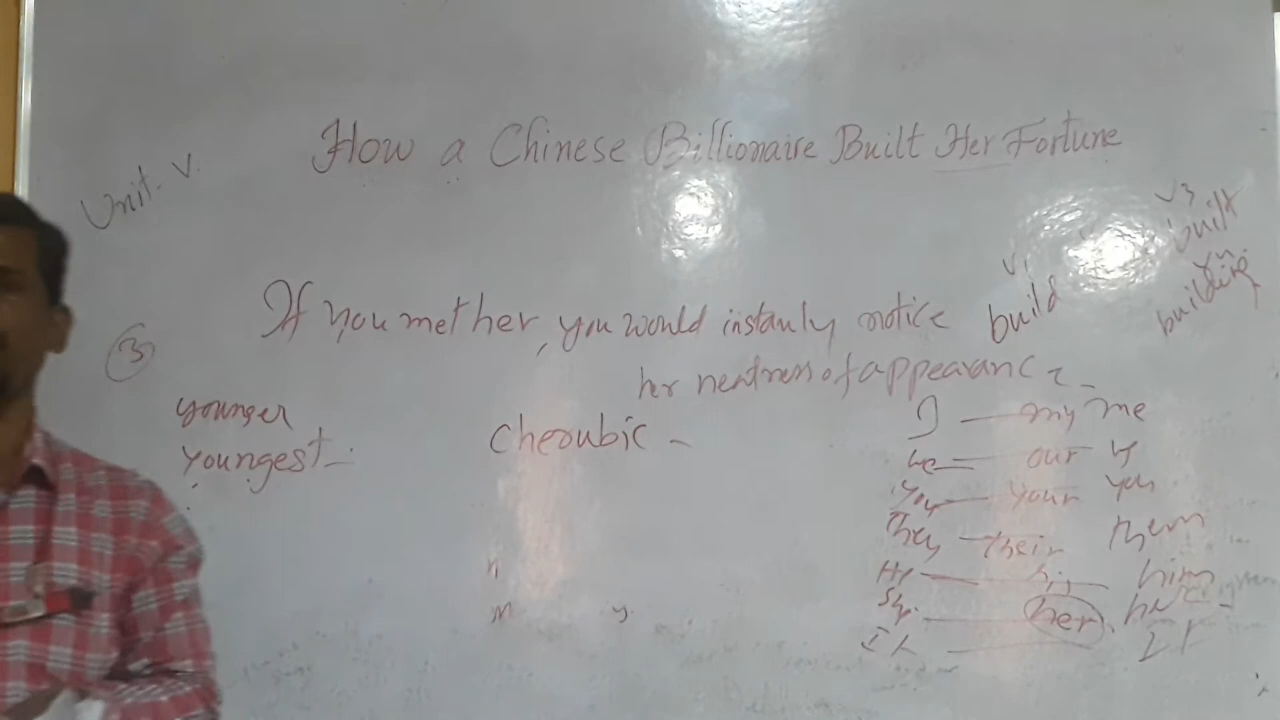 How a Chinese Billionaire Built Her Fortune
Unit - V.
V3
built
V1
build
building
If you met her, you would instanly notice
her neatness of appearance -
3
younger
youngest -
cherubic -
I — my me
we — our us
You — your you
They — their them
He — his him
She — her her
It — It
n
m y